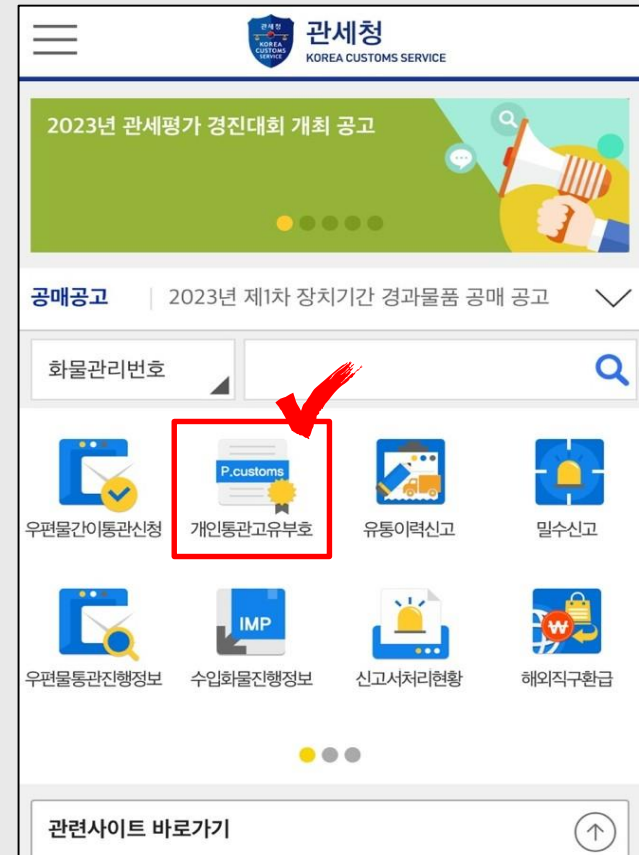 관세청
KOREA
CUSTOMS
SERVICE
관세청
KOREA CUSTOMS SERVICE
2023년 관세평가 경진대회 개최 공고
공매공고 2023년 제1차 장치기간 경과물품 공매 공고
화물관리번호
P.customs
우편물간이통관신청 개인통관고유부호 유통이력신고 밀수신고
IMP
₩
우편물통관진행정보 수입화물진행정보 신고서처리현황 해외직구환급
관련사이트 바로가기